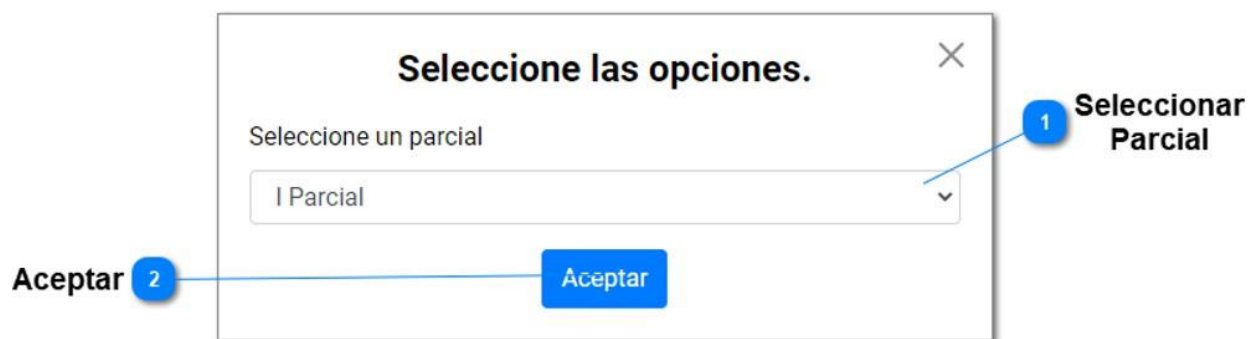 Seleccione las opciones.
Seleccione un parcial
1
Seleccionar
Parcial
I Parcial
Aceptar
2
Aceptar